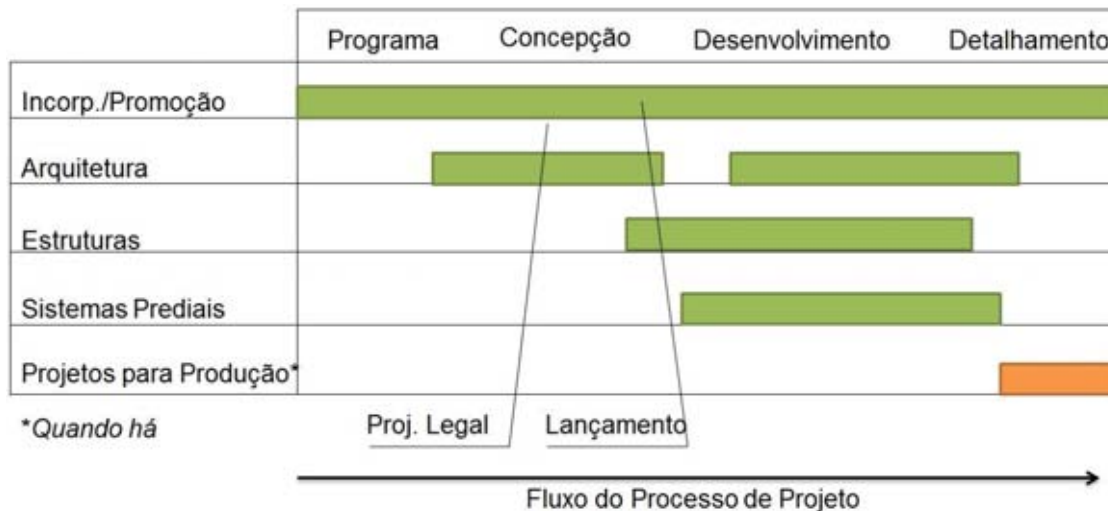 Programa Concepção Desenvolvimento Detalhamento
Incorp./Promoção
Arquitetura
Estruturas
Sistemas Prediais
Projetos para Produção*
*Quando há
Proj. Legal Lançamento
Fluxo do Processo de Projeto